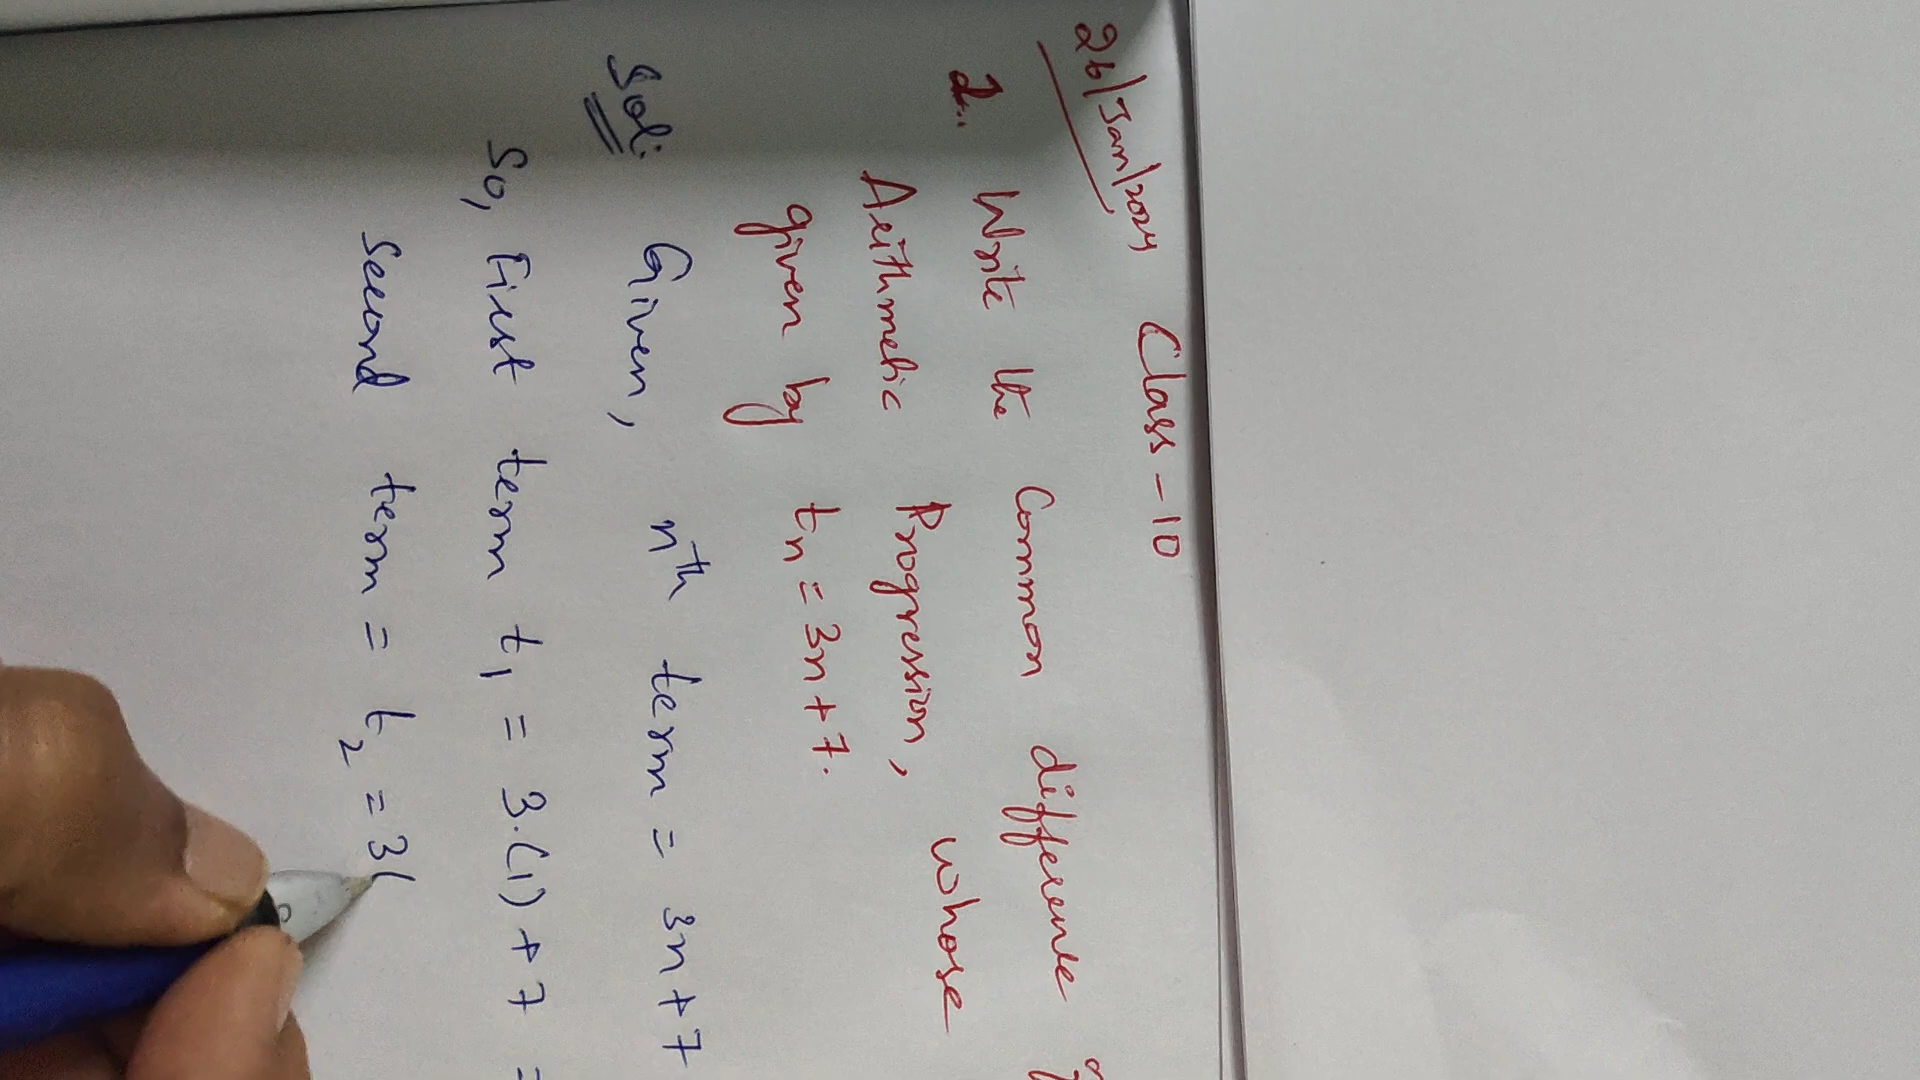 26/Jan/2024 Class - 10
2. Write the Common difference
Arithmetic Progression, whose
given by tn = 3n + 7.
Sol: Given, nth term = 3n + 7
So, First term t1 = 3.(1) + 7 =
Second term = t2 = 3(